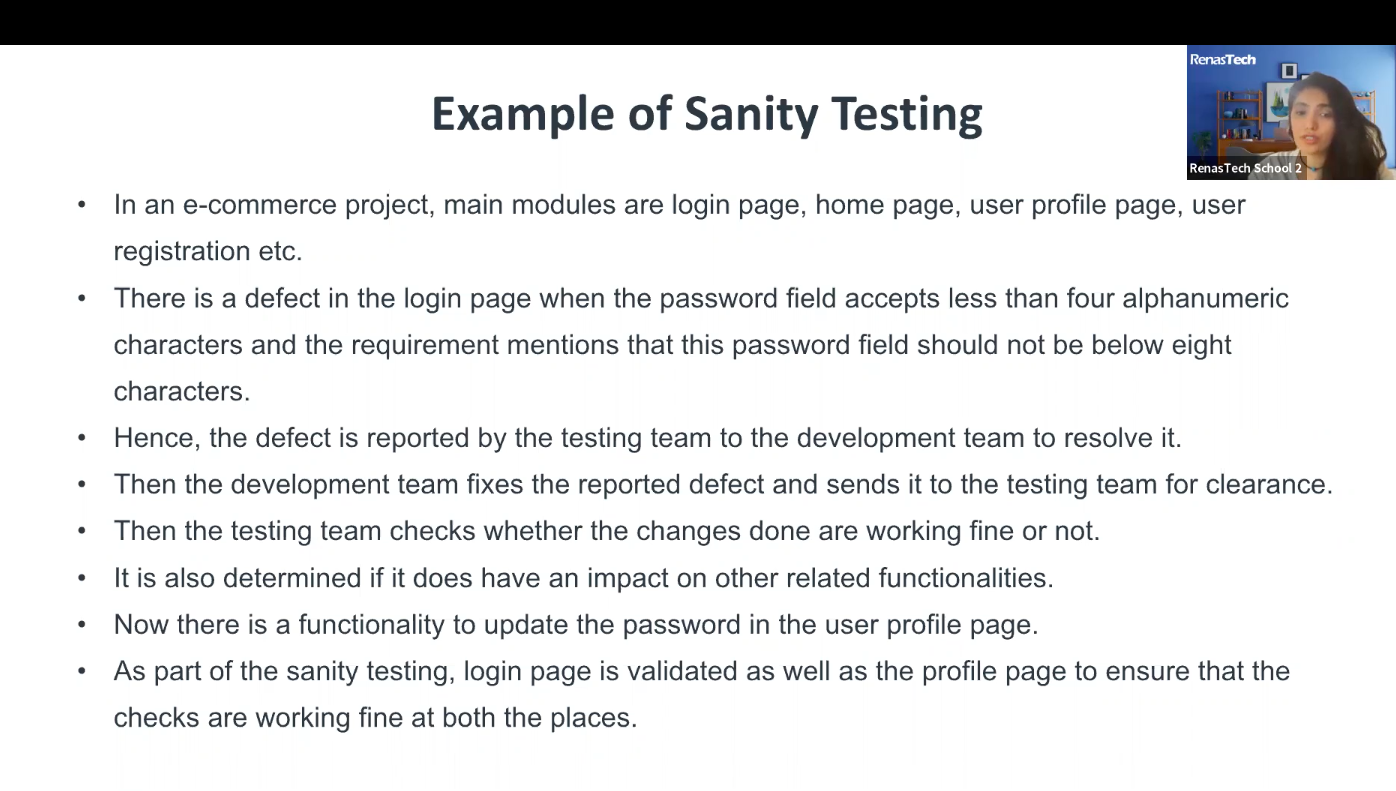 RenasTech
RenasTech School 2
Example of Sanity Testing
• In an e-commerce project, main modules are login page, home page, user profile page, user
registration etc.
• There is a defect in the login page when the password field accepts less than four alphanumeric
characters and the requirement mentions that this password field should not be below eight
characters.
• Hence, the defect is reported by the testing team to the development team to resolve it.
• Then the development team fixes the reported defect and sends it to the testing team for clearance.
• Then the testing team checks whether the changes done are working fine or not.
• It is also determined if it does have an impact on other related functionalities.
• Now there is a functionality to update the password in the user profile page.
• As part of the sanity testing, login page is validated as well as the profile page to ensure that the
checks are working fine at both the places.